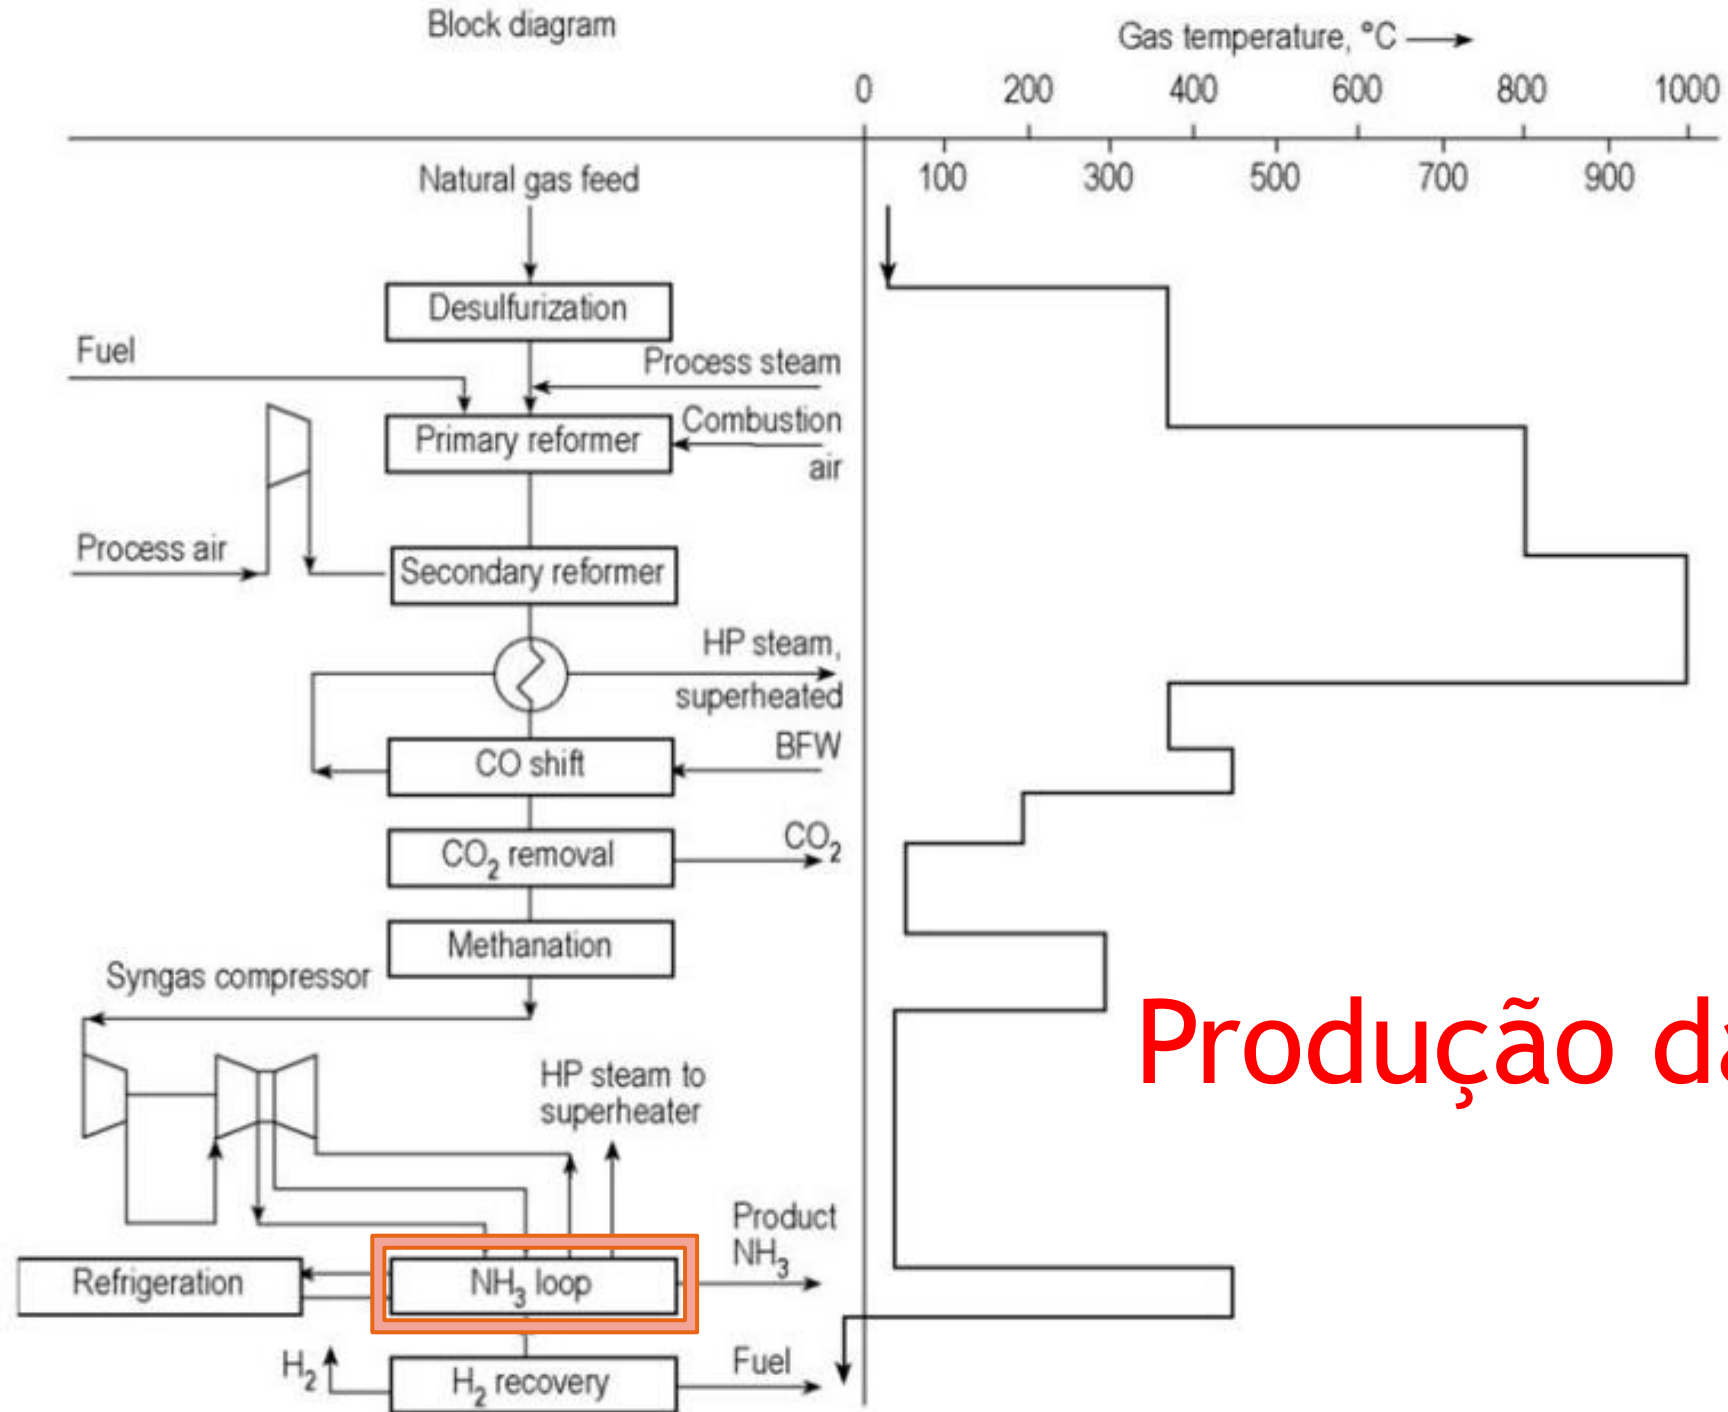 Block diagram
Gas temperature, °C
0 200 400 600 800 1000
100 300 500 700 900
Natural gas feed
Desulfurization
Fuel
Process steam
Primary reformer
Combustion
air
Process air
Secondary reformer
HP steam,
superheated
CO shift
BFW
CO₂ removal
CO₂
Methanation
Syngas compressor
Produção da
HP steam to
superheater
Product
NH₃
Refrigeration
NH₃ loop
H₂
H₂ recovery
Fuel